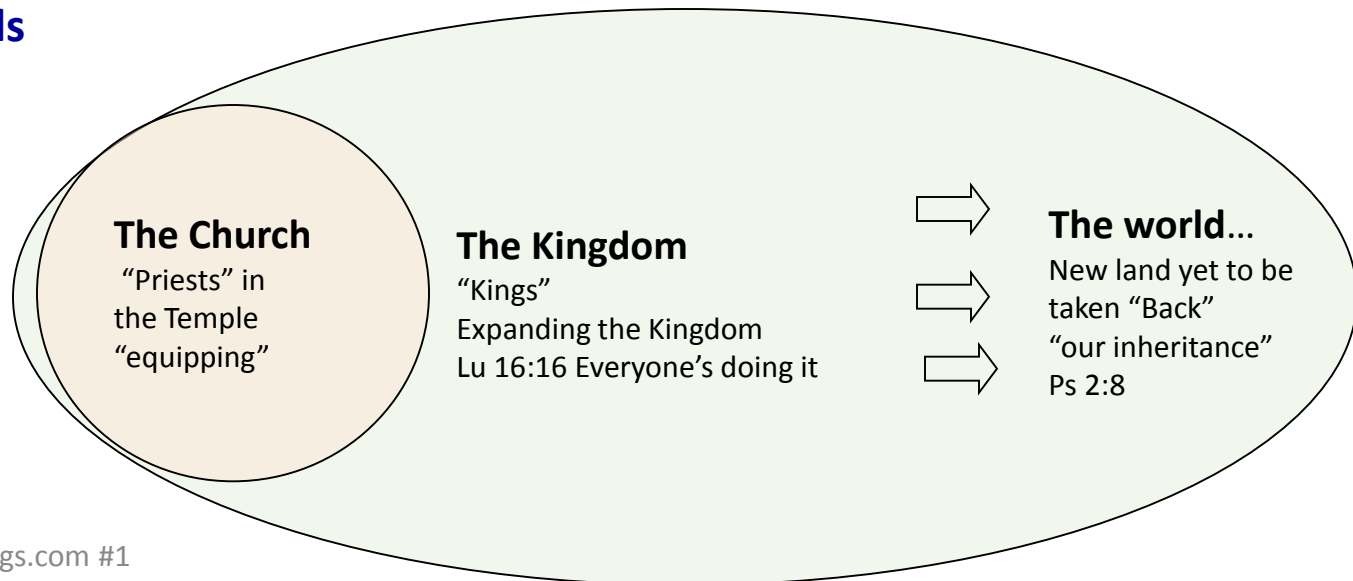 The Church
“Priests” in
the Temple
“equipping”
The Kingdom
“Kings”
Expanding the Kingdom
Lu 16:16 Everyone’s doing it
The world...
New land yet to be
taken “Back”
“our inheritance”
Ps 2:8
gs.com #1